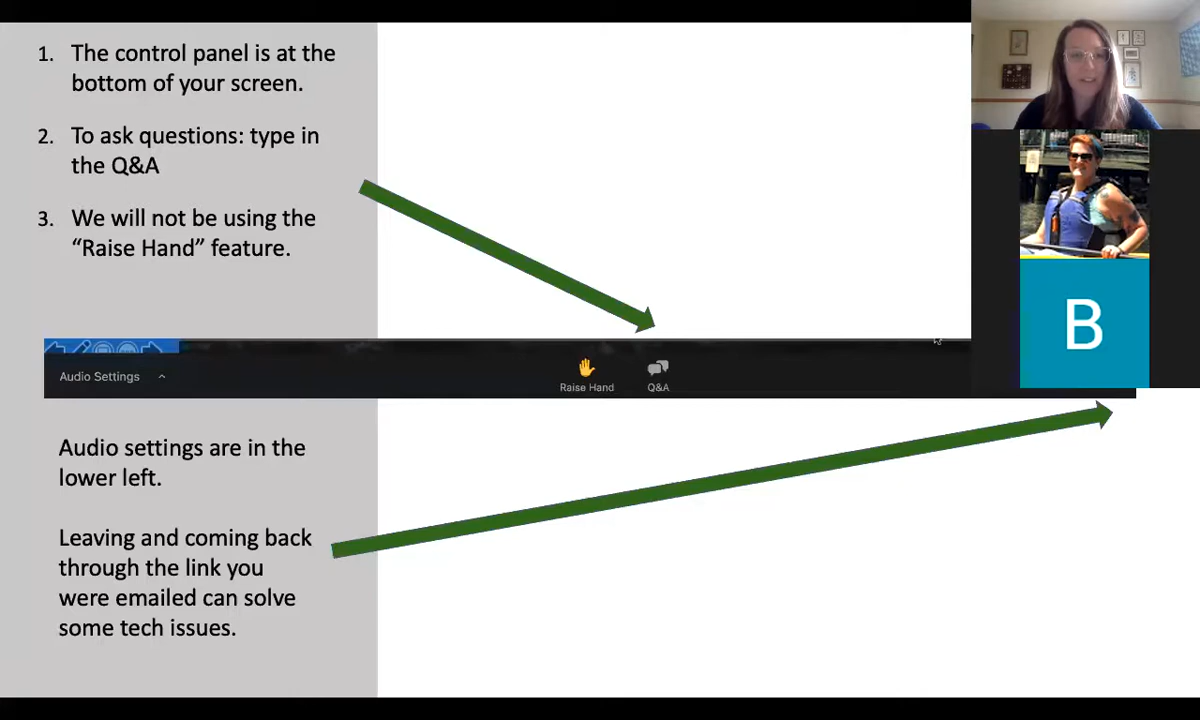 1. The control panel is at the
bottom of your screen.
2. To ask questions: type in
the Q&A
3. We will not be using the
“Raise Hand” feature.
Audio Settings
Raise Hand
Q&A
B
Audio settings are in the
lower left.
Leaving and coming back
through the link you
were emailed can solve
some tech issues.